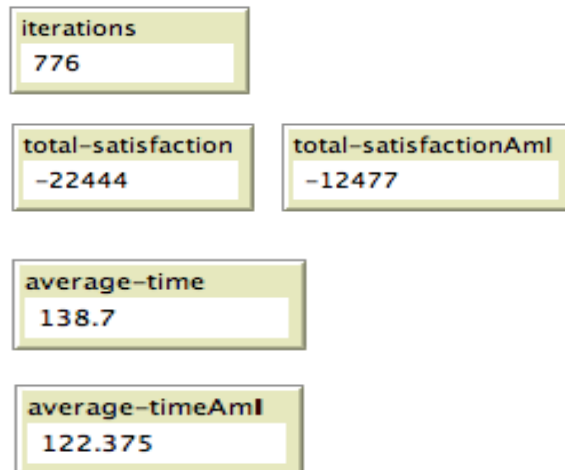 iterations
776
total-satisfaction
-22444
total-satisfactionAmI
-12477
average-time
138.7
average-timeAmI
122.375